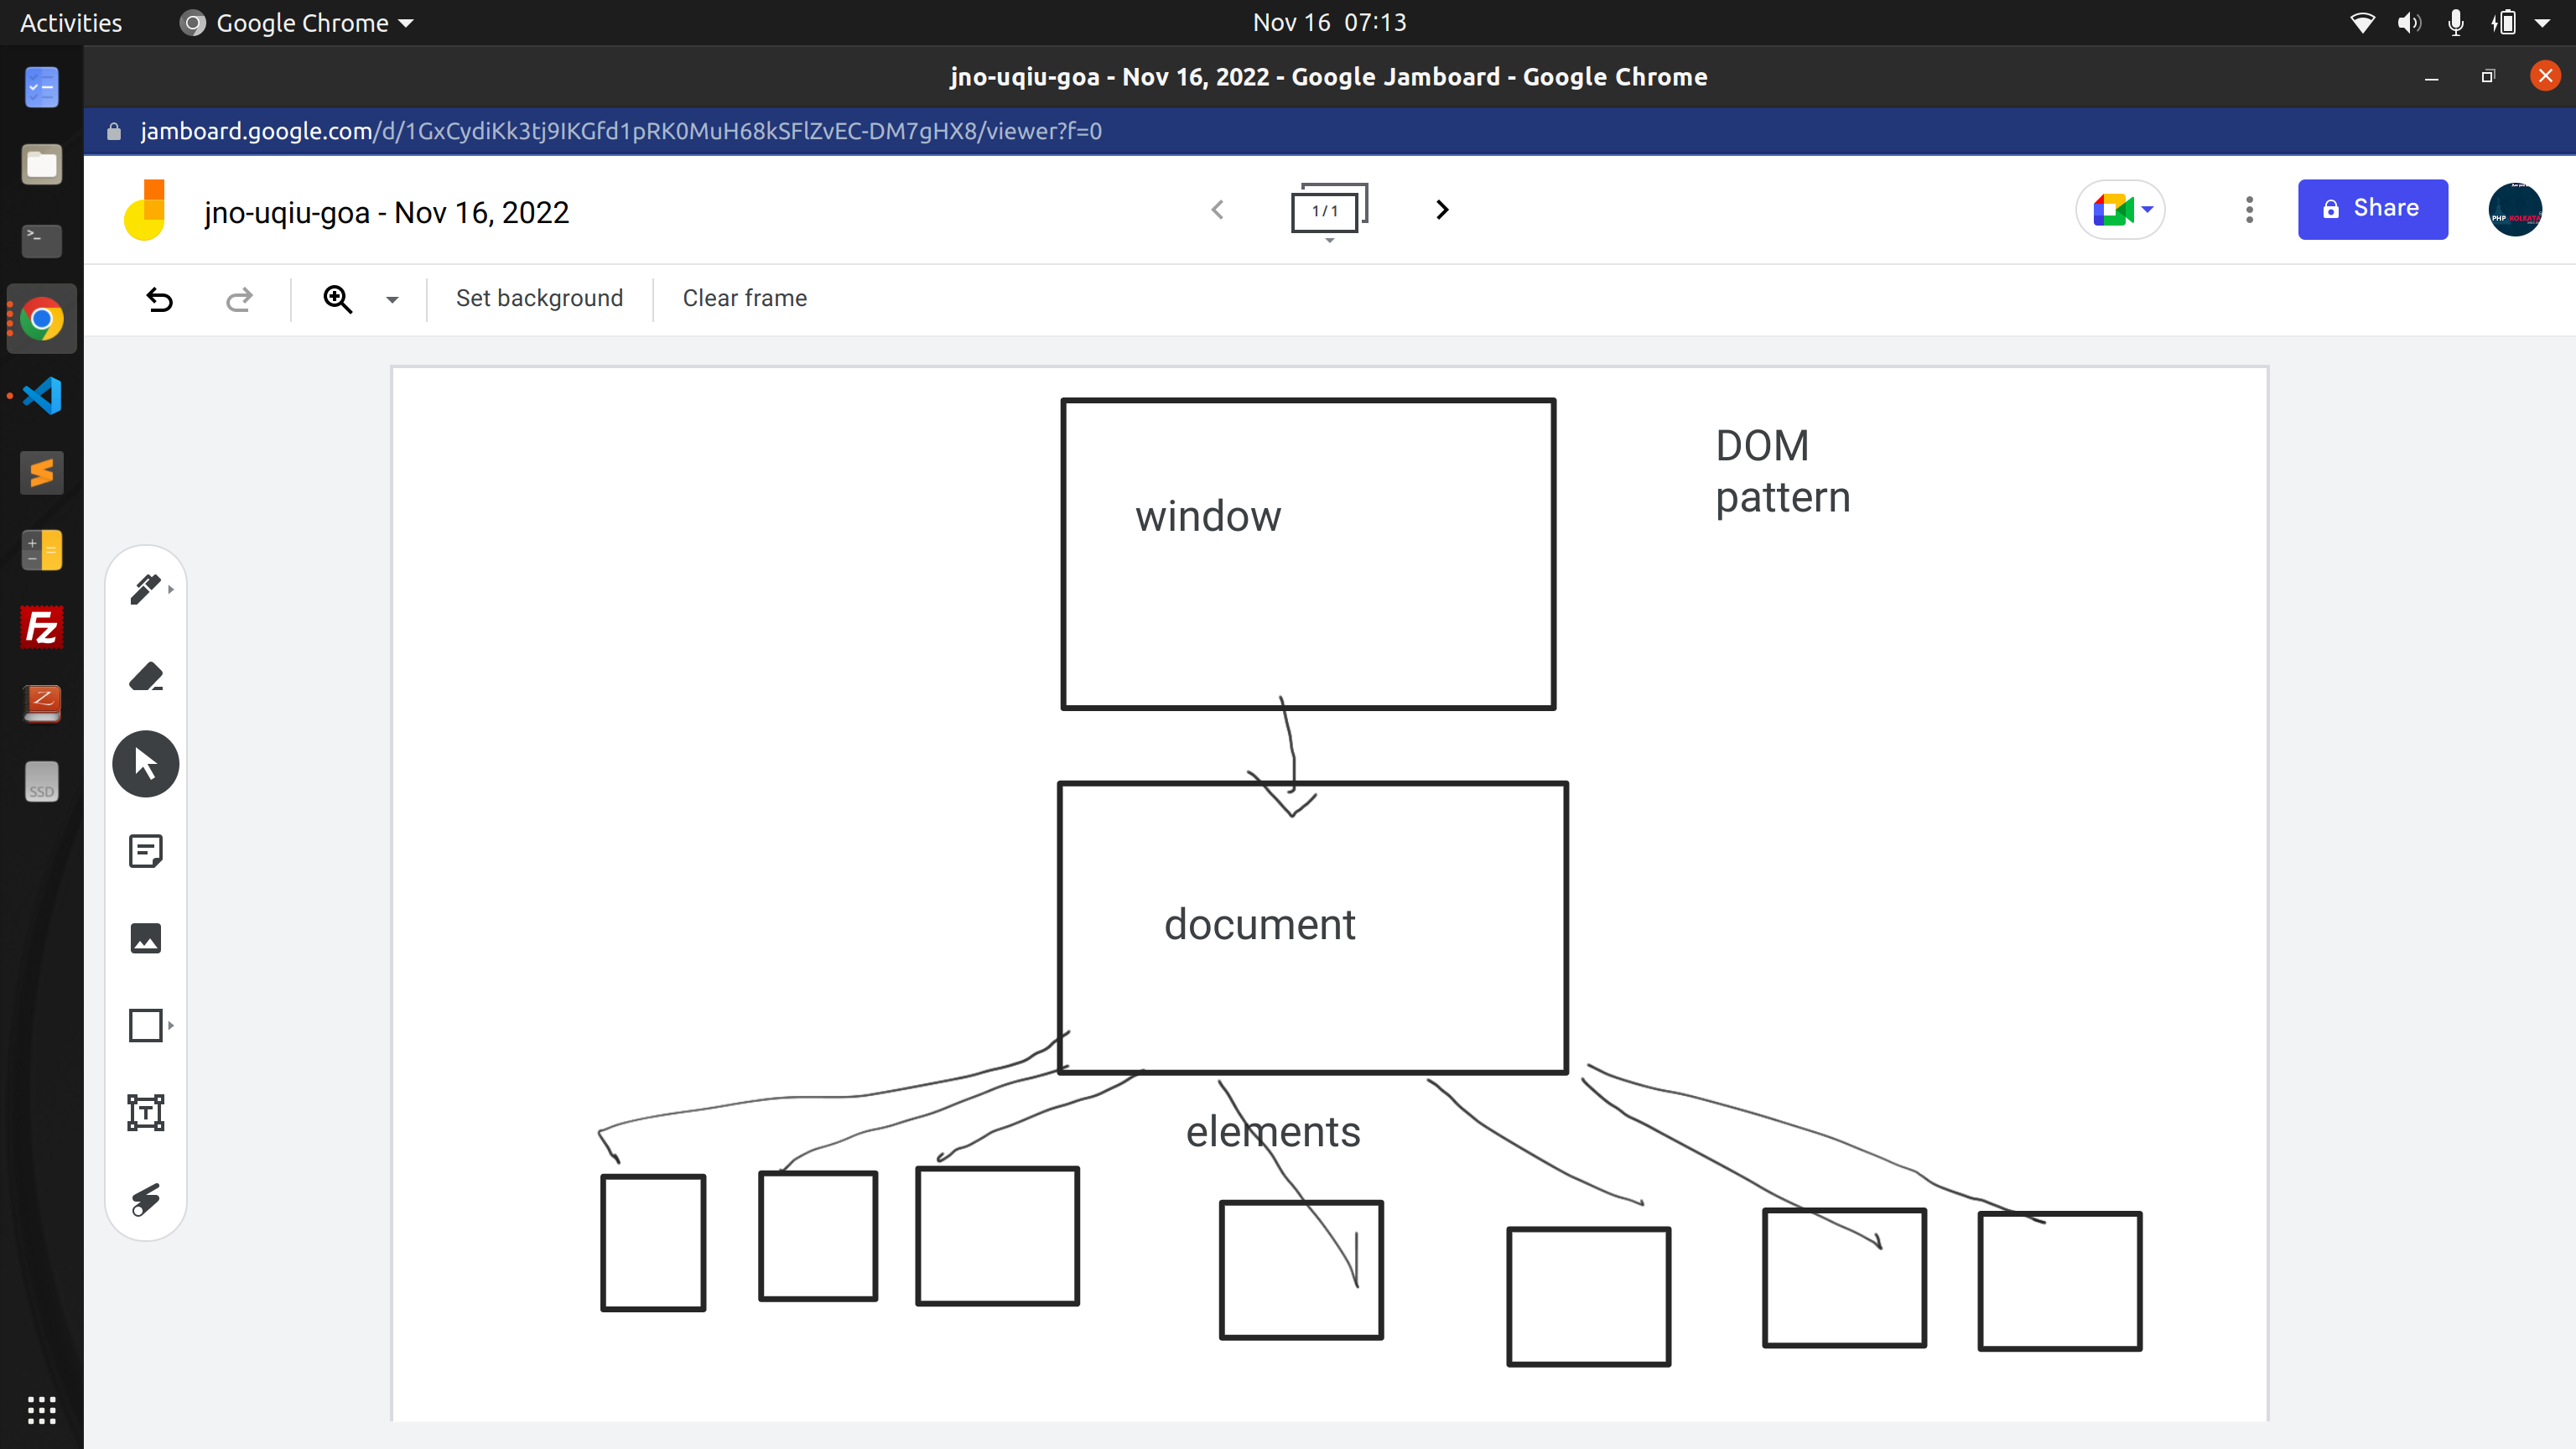 Activities
Google Chrome
Nov 16 07:13
jno-uqiu-goa - Nov 16, 2022 - Google Jamboard - Google Chrome
jamboard.google.com/d/1GxCydiKk3tj9IKGfd1pRK0MuH68kSFlZvEC-DM7gHX8/viewer?f=0
jno-uqiu-goa - Nov 16, 2022
1 / 1
Share
PHP KOLKATA
Set background
Clear frame
DOM
pattern
window
document
elements
SSD